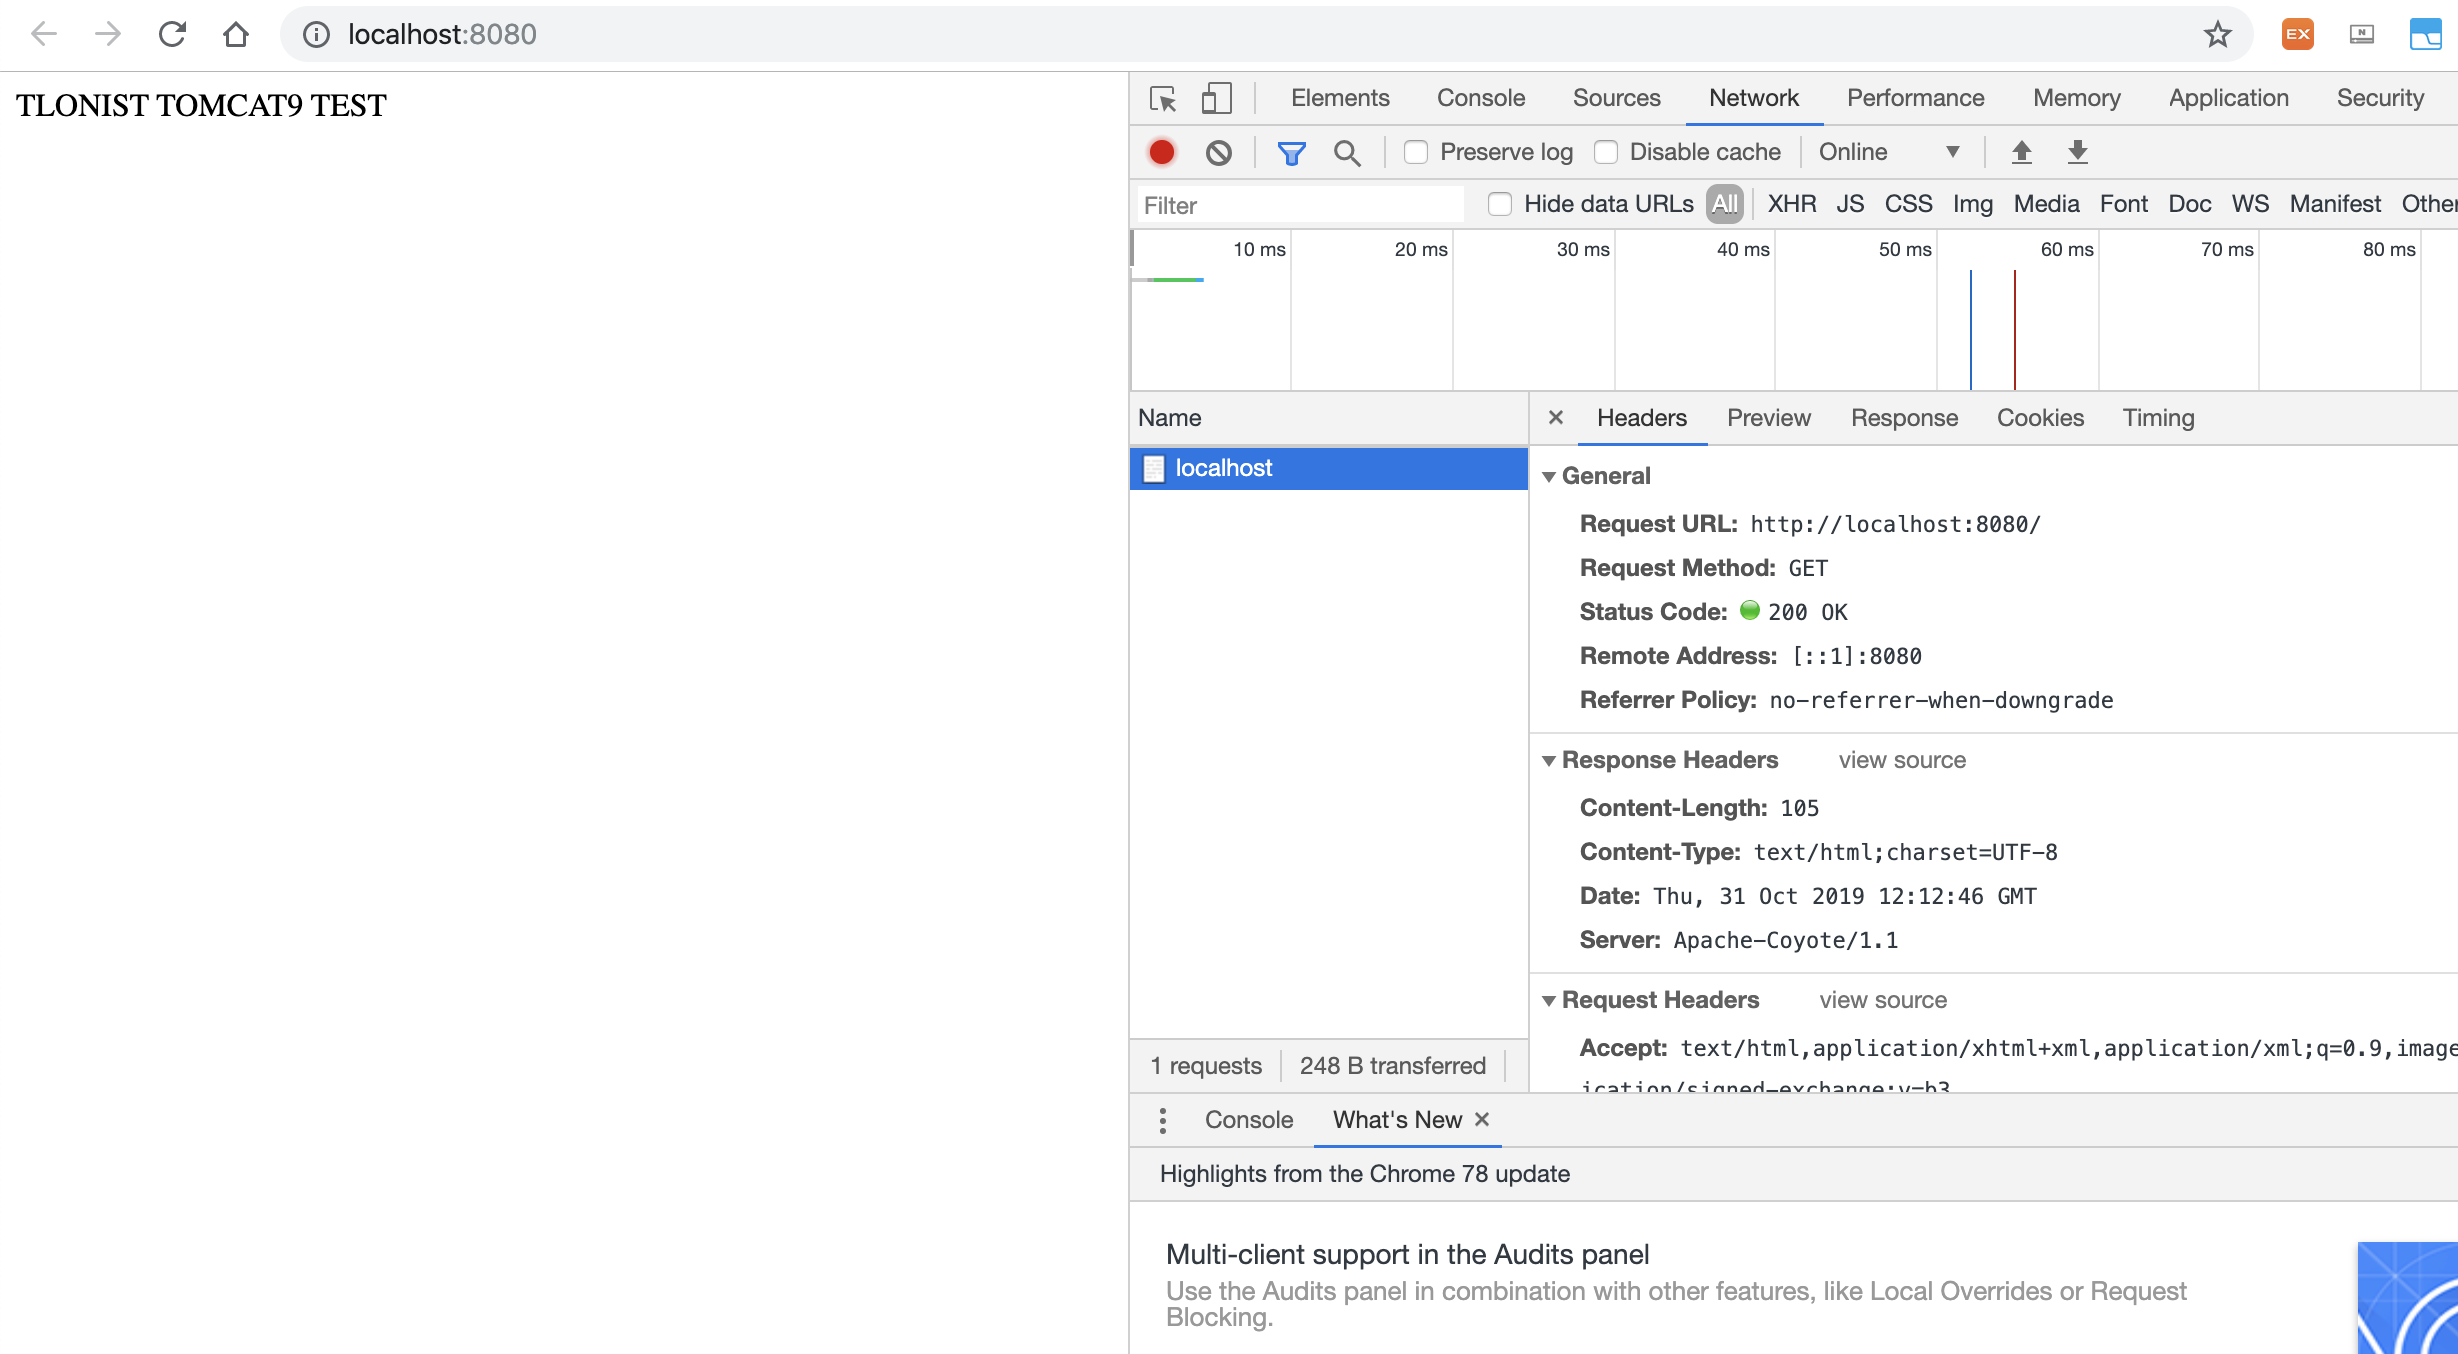 localhost:8080
EX
N
TLONIST TOMCAT9 TEST
Elements Console Sources Network Performance Memory Application Security
Preserve log Disable cache Online
Filter Hide data URLs All XHR JS CSS Img Media Font Doc WS Manifest Other
10 ms 20 ms 30 ms 40 ms 50 ms 60 ms 70 ms 80 ms
Name
localhost
× Headers Preview Response Cookies Timing
General
Request URL: http://localhost:8080/
Request Method: GET
Status Code: 200 OK
Remote Address: [::1]:8080
Referrer Policy: no-referrer-when-downgrade
Response Headers view source
Content-Length: 105
Content-Type: text/html;charset=UTF-8
Date: Thu, 31 Oct 2019 12:12:46 GMT
Server: Apache-Coyote/1.1
Request Headers view source
Accept: text/html,application/xhtml+xml,application/xml;q=0.9,image
ication/signed-exchange;v=b3
1 requests 248 B transferred
Console What's New ×
Highlights from the Chrome 78 update
Multi-client support in the Audits panel
Use the Audits panel in combination with other features, like Local Overrides or Request
Blocking.